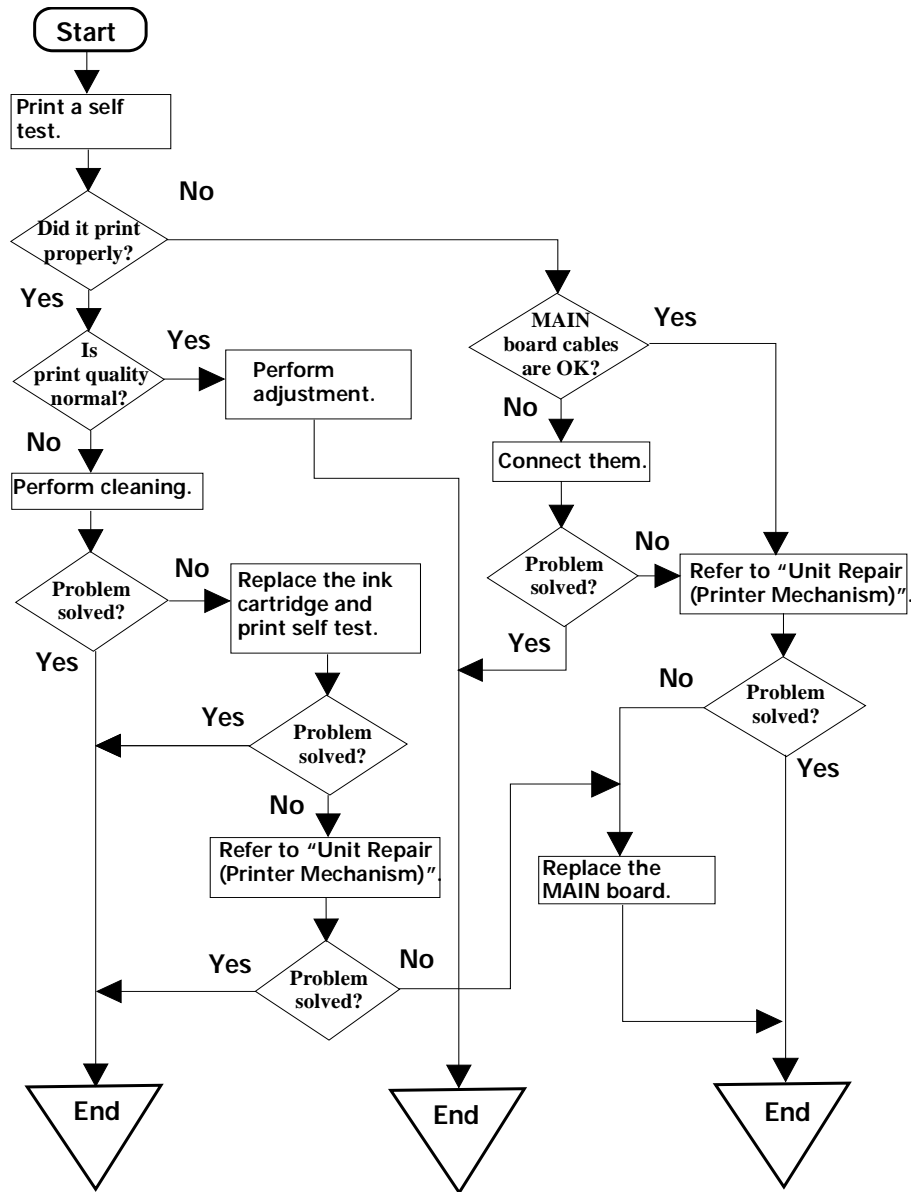 Start
Print a self
test.
No
Did it print
properly?
Yes
Is
print quality
normal?
Yes
Perform
adjustment.
MAIN
board cables
are OK?
Yes
No
Connect them.
No
Perform cleaning.
Problem
solved?
No
Replace the ink
cartridge and
print self test.
Problem
solved?
No
Refer to “Unit Repair
(Printer Mechanism)”.
Yes
Yes
Problem
solved?
Yes
No
Problem
solved?
No
Yes
Refer to “Unit Repair
(Printer Mechanism)”.
Replace the
MAIN board.
Problem
solved?
Yes
No
End
End
End